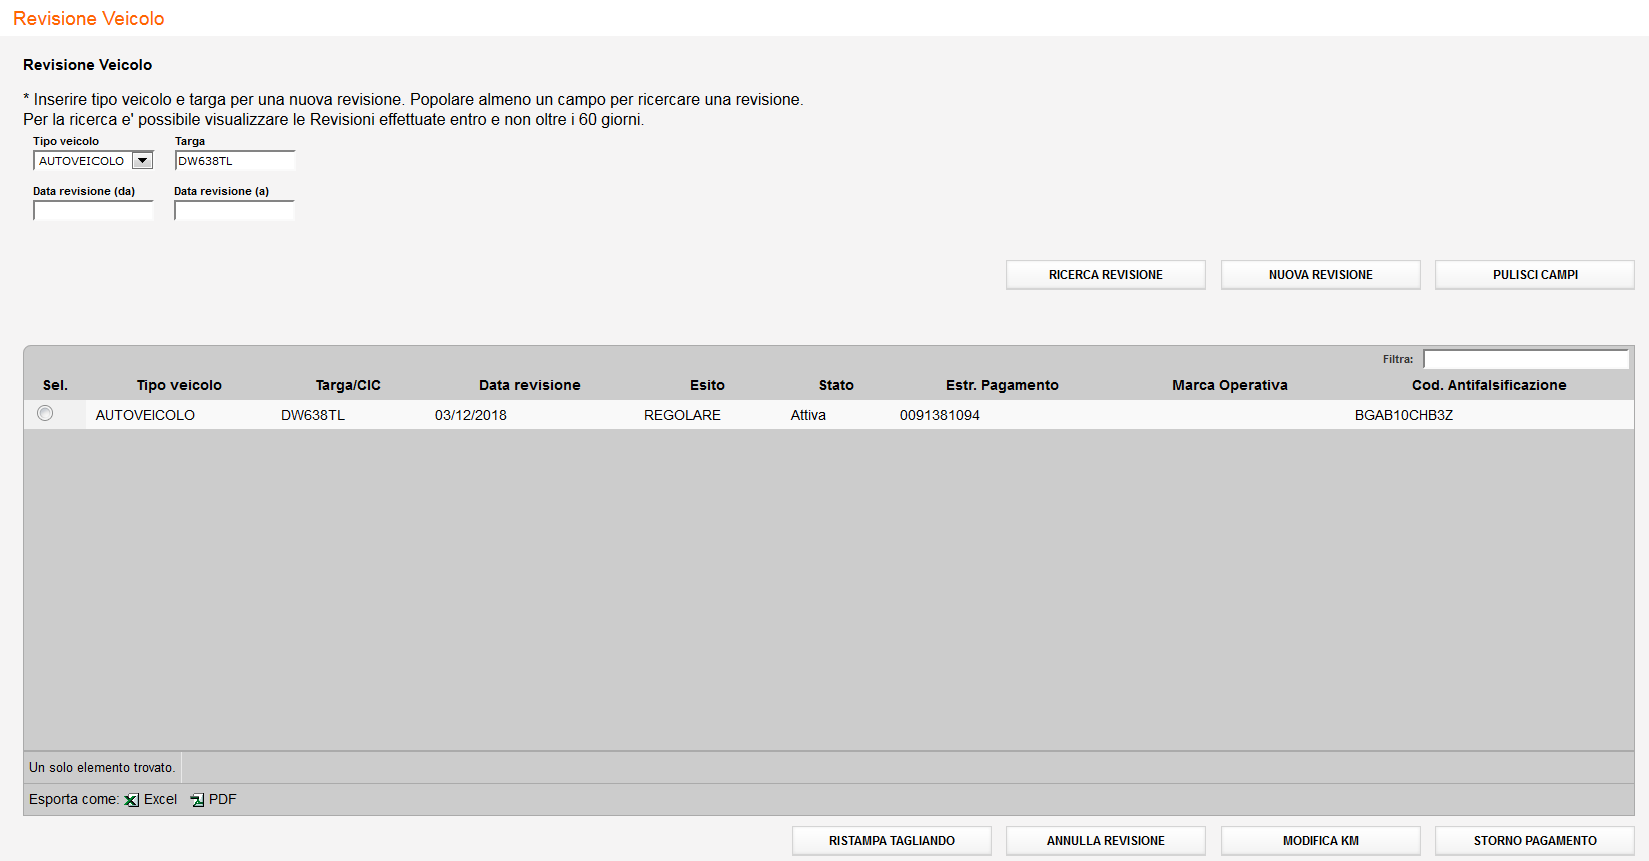 Revisione Veicolo
Revisione Veicolo
* Inserire tipo veicolo e targa per una nuova revisione. Popolare almeno un campo per ricercare una revisione.
Per la ricerca e' possibile visualizzare le Revisioni effettuate entro e non oltre i 60 giorni.
Tipo veicolo Targa
AUTOVEICOLO DW638TL
Data revisione (da) Data revisione (a)
RICERCA REVISIONE NUOVA REVISIONE PULISCI CAMPI
Filtra:
Sel. Tipo veicolo Targa/CIC Data revisione Esito Stato Estr. Pagamento Marca Operativa Cod. Antifalsificazione
AUTOVEICOLO DW638TL 03/12/2018 REGOLARE Attiva 0091381094 BGAB10CHB3Z
Un solo elemento trovato.
Esporta come: Excel PDF
RISTAMPA TAGLIANDO ANNULLA REVISIONE MODIFICA KM STORNO PAGAMENTO